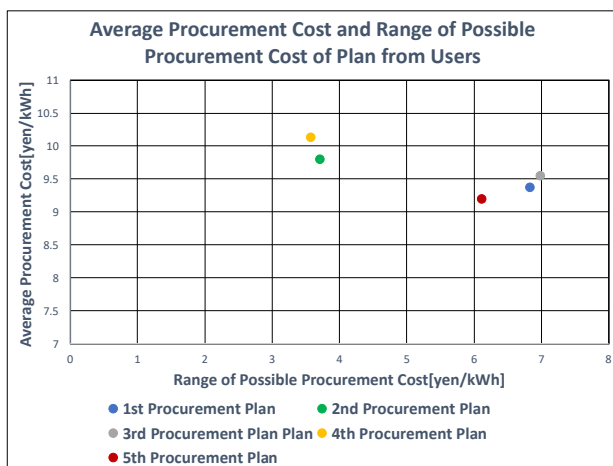 Average Procurement Cost and Range of Possible
Procurement Cost of Plan from Users
Average Procurement Cost[yen/kWh]
11
10.5
10
9.5
9
8.5
8
7.5
7
0 1 2 3 4 5 6 7 8
Range of Possible Procurement Cost[yen/kWh]
1st Procurement Plan 2nd Procurement Plan
3rd Procurement Plan Plan 4th Procurement Plan
5th Procurement Plan